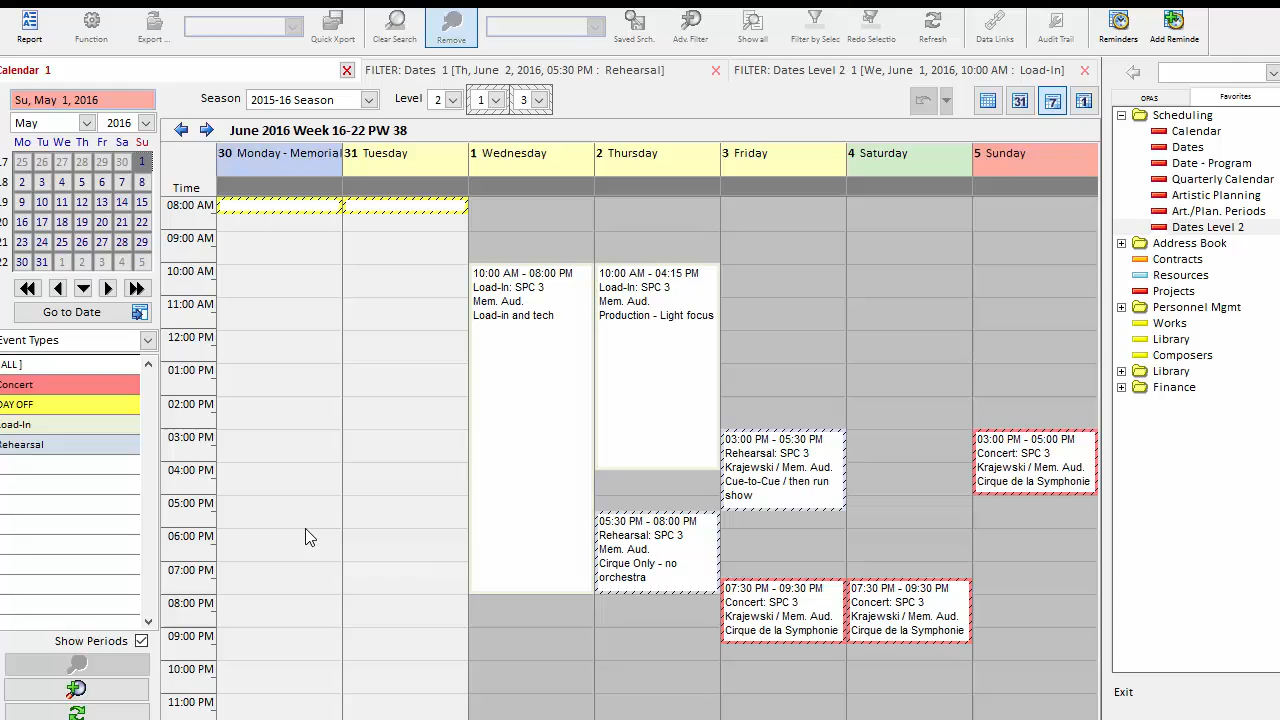 Report
Function
Export ...
Quick Xport
Clear Search
Remove
Saved Srch.
Adv. Filter
Show all
Filter by Selec
Redo Selectio
Refresh
Data Links
Audit Trail
Reminders
Add Reminde
Calendar 1
FILTER: Dates 1 [Th, June 2, 2016, 05:30 PM : Rehearsal]
FILTER: Dates Level 2 1 [We, June 1, 2016, 10:00 AM : Load-In]
Su, May 1, 2016
Season
2015-16 Season
Level
2
1
3
31
7
1
OPAS
Favorites
May
2016
June 2016 Week 16-22 PW 38
Mo Tu We Th Fr Sa Su
17 25 26 27 28 29 30 1
18 2 3 4 5 6 7 8
19 9 10 11 12 13 14 15
20 16 17 18 19 20 21 22
21 23 24 25 26 27 28 29
22 30 31 1 2 3 4 5
Go to Date
Event Types
[ALL ]
Concert
DAY OFF
Load-In
Rehearsal
Show Periods
Time
30 Monday - Memorial
31 Tuesday
1 Wednesday
2 Thursday
3 Friday
4 Saturday
5 Sunday
08:00 AM
09:00 AM
10:00 AM
11:00 AM
12:00 PM
01:00 PM
02:00 PM
03:00 PM
04:00 PM
05:00 PM
06:00 PM
07:00 PM
08:00 PM
09:00 PM
10:00 PM
11:00 PM
10:00 AM - 08:00 PM
Load-In: SPC 3
Mem. Aud.
Load-in and tech
10:00 AM - 04:15 PM
Load-In: SPC 3
Mem. Aud.
Production - Light focus
05:30 PM - 08:00 PM
Rehearsal: SPC 3
Mem. Aud.
Cirque Only - no
orchestra
03:00 PM - 05:30 PM
Rehearsal: SPC 3
Krajewski / Mem. Aud.
Cue-to-Cue / then run
show
07:30 PM - 09:30 PM
Concert: SPC 3
Krajewski / Mem. Aud.
Cirque de la Symphonie
07:30 PM - 09:30 PM
Concert: SPC 3
Krajewski / Mem. Aud.
Cirque de la Symphonie
03:00 PM - 05:00 PM
Concert: SPC 3
Krajewski / Mem. Aud.
Cirque de la Symphonie
Scheduling
Calendar
Dates
Date - Program
Quarterly Calendar
Artistic Planning
Art./Plan. Periods
Dates Level 2
Address Book
Contracts
Resources
Projects
Personnel Mgmt
Works
Library
Composers
Library
Finance
Exit